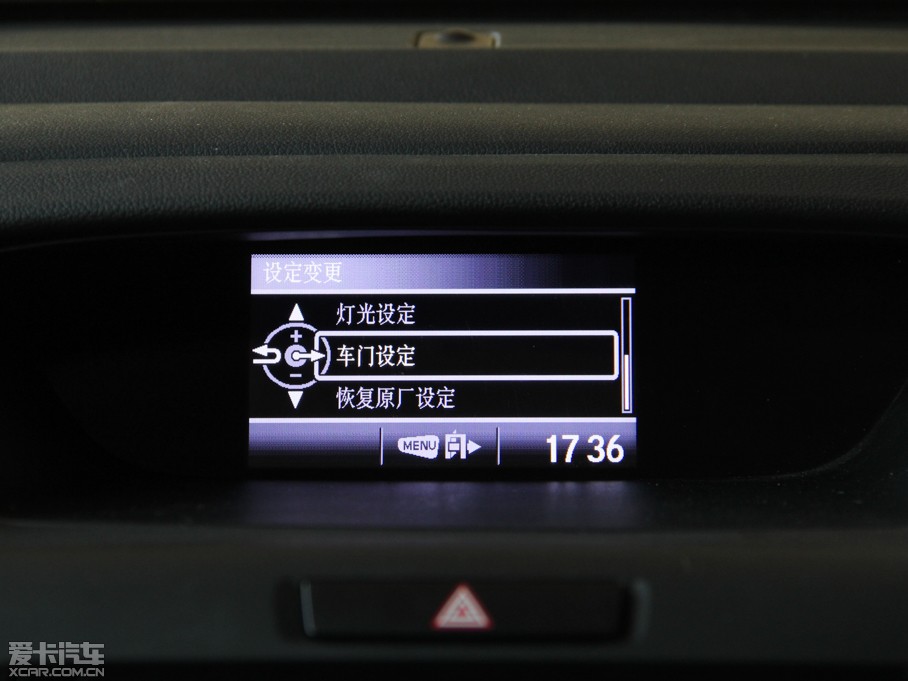 设定变更
灯光设定
车门设定
恢复原厂设定
MENU
17 36
爱卡汽车
XCAR.COM.CN